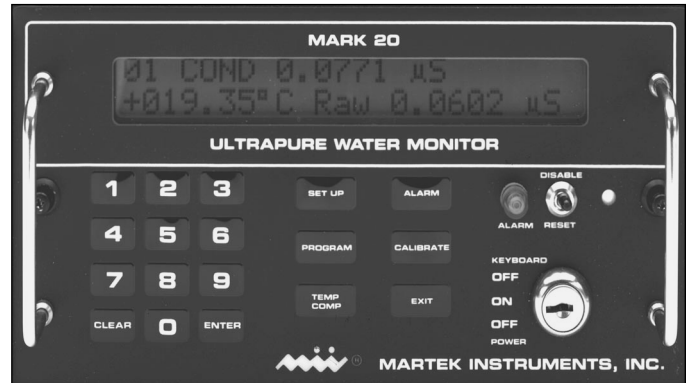 MARK 20
01 COND 0.0771 µS
+019.35°C Raw 0.0602 µS
ULTRAPURE WATER MONITOR
1 2 3 SET UP ALARM
DISABLE
ALARM RESET
4 5 6 PROGRAM CALIBRATE
KEYBOARD
OFF
7 8 9 TEMP COMP EXIT
ON
CLEAR 0 ENTER
OFF
POWER
MARTEK INSTRUMENTS, INC.